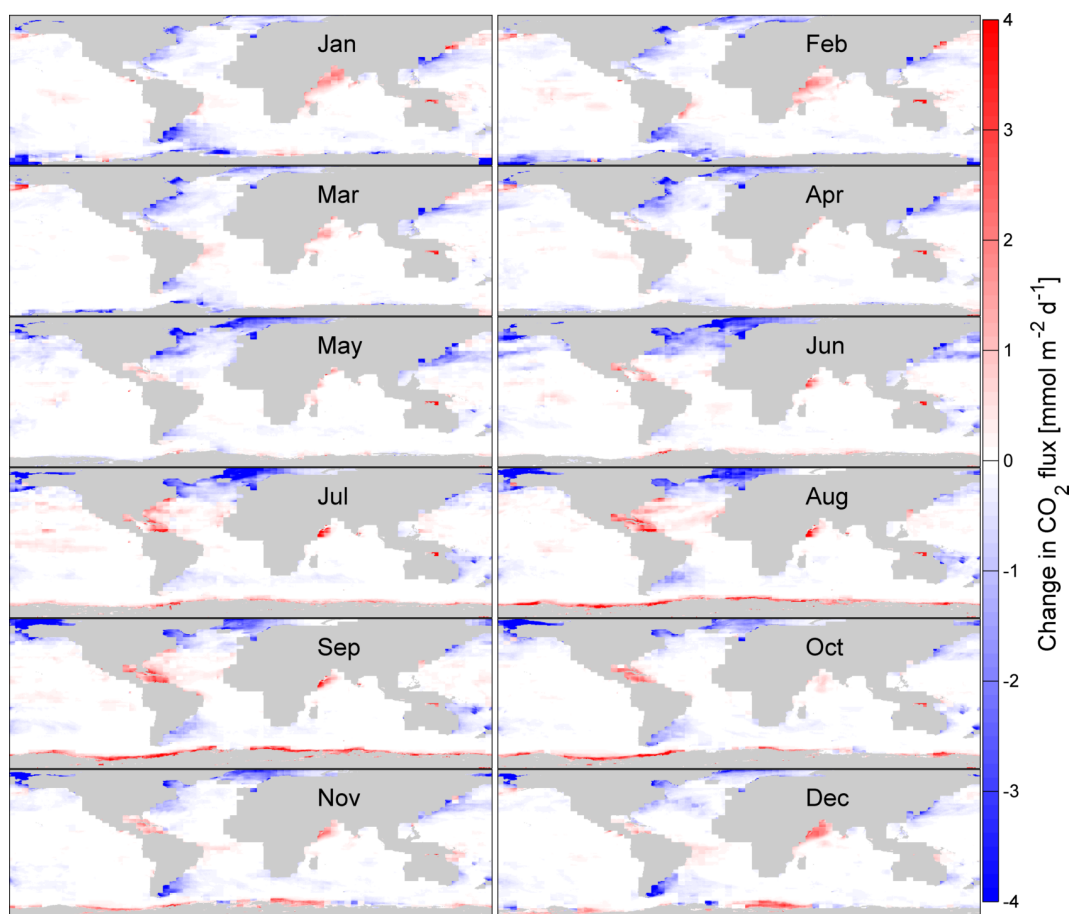 Jan
Feb
Mar
Apr
May
Jun
Jul
Aug
Sep
Oct
Nov
Dec
4
3
2
1
0
-1
-2
-3
-4
Change in CO₂ flux [mmol m⁻² d⁻¹]